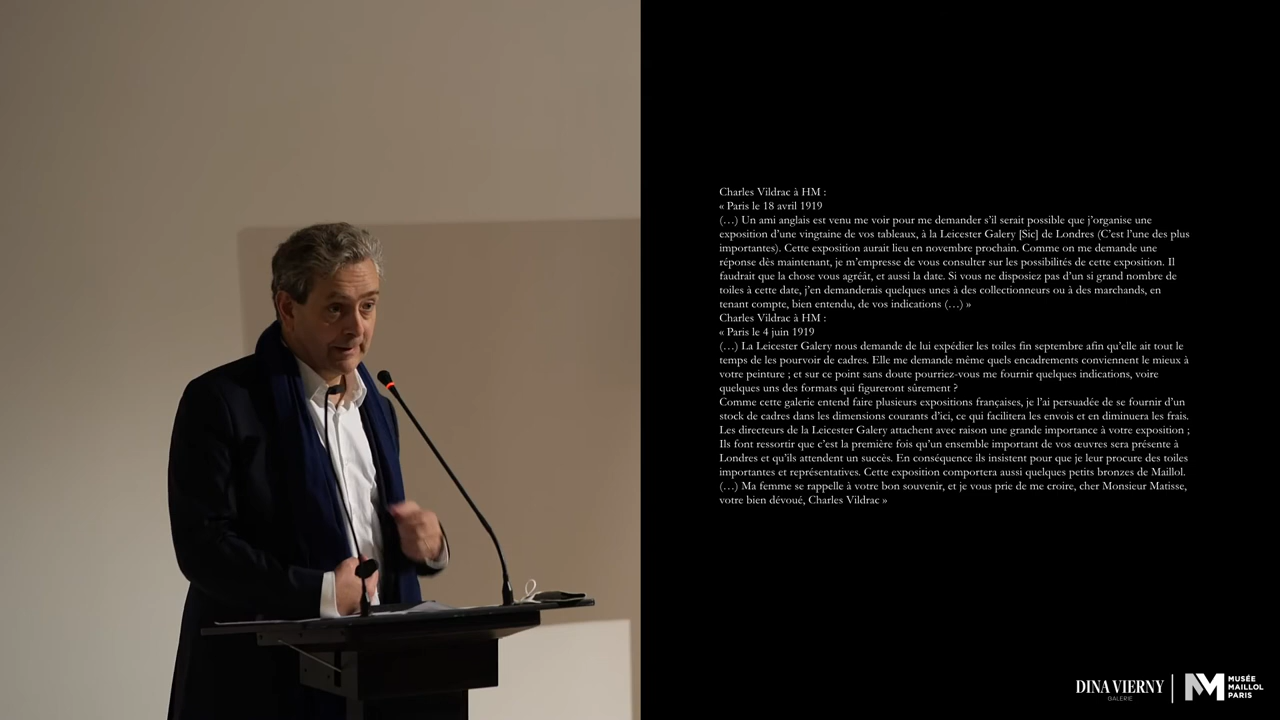 Charles Vildrac à HM :
« Paris le 18 avril 1919
(…) Un ami anglais est venu me voir pour me demander s’il serait possible que j’organise une
exposition d’une vingtaine de vos tableaux, à la Leicester Galery [Sic] de Londres (C’est l’une des plus
importantes). Cette exposition aurait lieu en novembre prochain. Comme on me demande une
réponse dès maintenant, je m’empresse de vous consulter sur les possibilités de cette exposition. Il
faudrait que la chose vous agréât, et aussi la date. Si vous ne disposiez pas d’un si grand nombre de
toiles à cette date, j’en demanderais quelques unes à des collectionneurs ou à des marchands, en
tenant compte, bien entendu, de vos indications (…) »
Charles Vildrac à HM :
« Paris le 4 juin 1919
(…) La Leicester Galery nous demande de lui expédier les toiles fin septembre afin qu’elle ait tout le
temps de les pourvoir de cadres. Elle me demande même quels encadrements conviennent le mieux à
votre peinture ; et sur ce point sans doute pourriez-vous me fournir quelques indications, voire
quelques uns des formats qui figureront sûrement ?
Comme cette galerie entend faire plusieurs expositions françaises, je l’ai persuadée de se fournir d’un
stock de cadres dans les dimensions courants d’ici, ce qui facilitera les envois et en diminuera les frais.
Les directeurs de la Leicester Galery attachent avec raison une grande importance à votre exposition ;
Ils font ressortir que c’est la première fois qu’un ensemble important de vos œuvres sera présente à
Londres et qu’ils attendent un succès. En conséquence ils insistent pour que je leur procure des toiles
importantes et représentatives. Cette exposition comportera aussi quelques petits bronzes de Maillol.
(…) Ma femme se rappelle à votre bon souvenir, et je vous prie de me croire, cher Monsieur Matisse,
votre bien dévoué, Charles Vildrac »
DINA VIERNY
GALERIE
MUSÉE
MAILLOL
PARIS